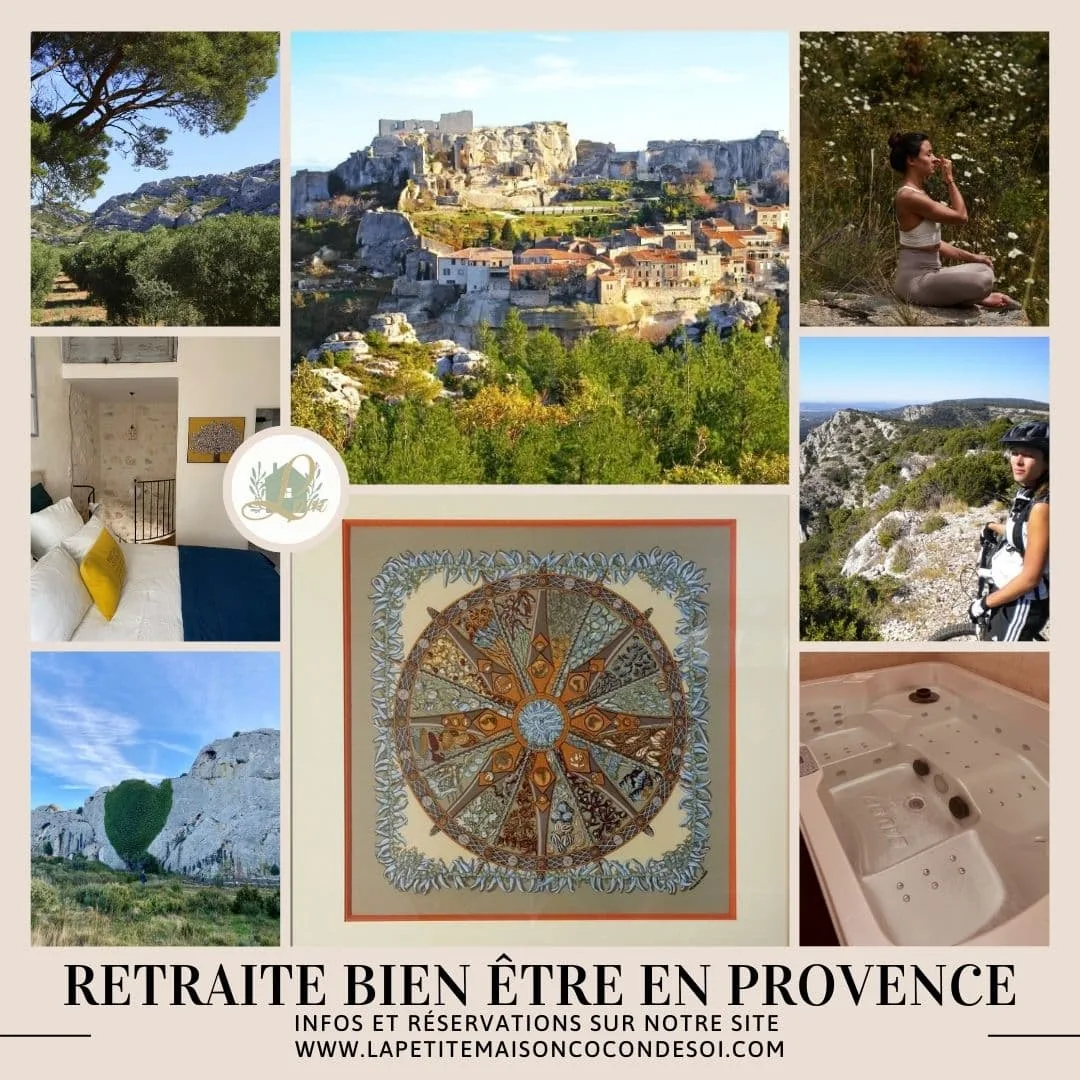 RETRAITE BIEN ÊTRE EN PROVENCE
INFOS ET RÉSERVATIONS SUR NOTRE SITE
WWW.LAPETITEMAISONCOCONDESOI.COM